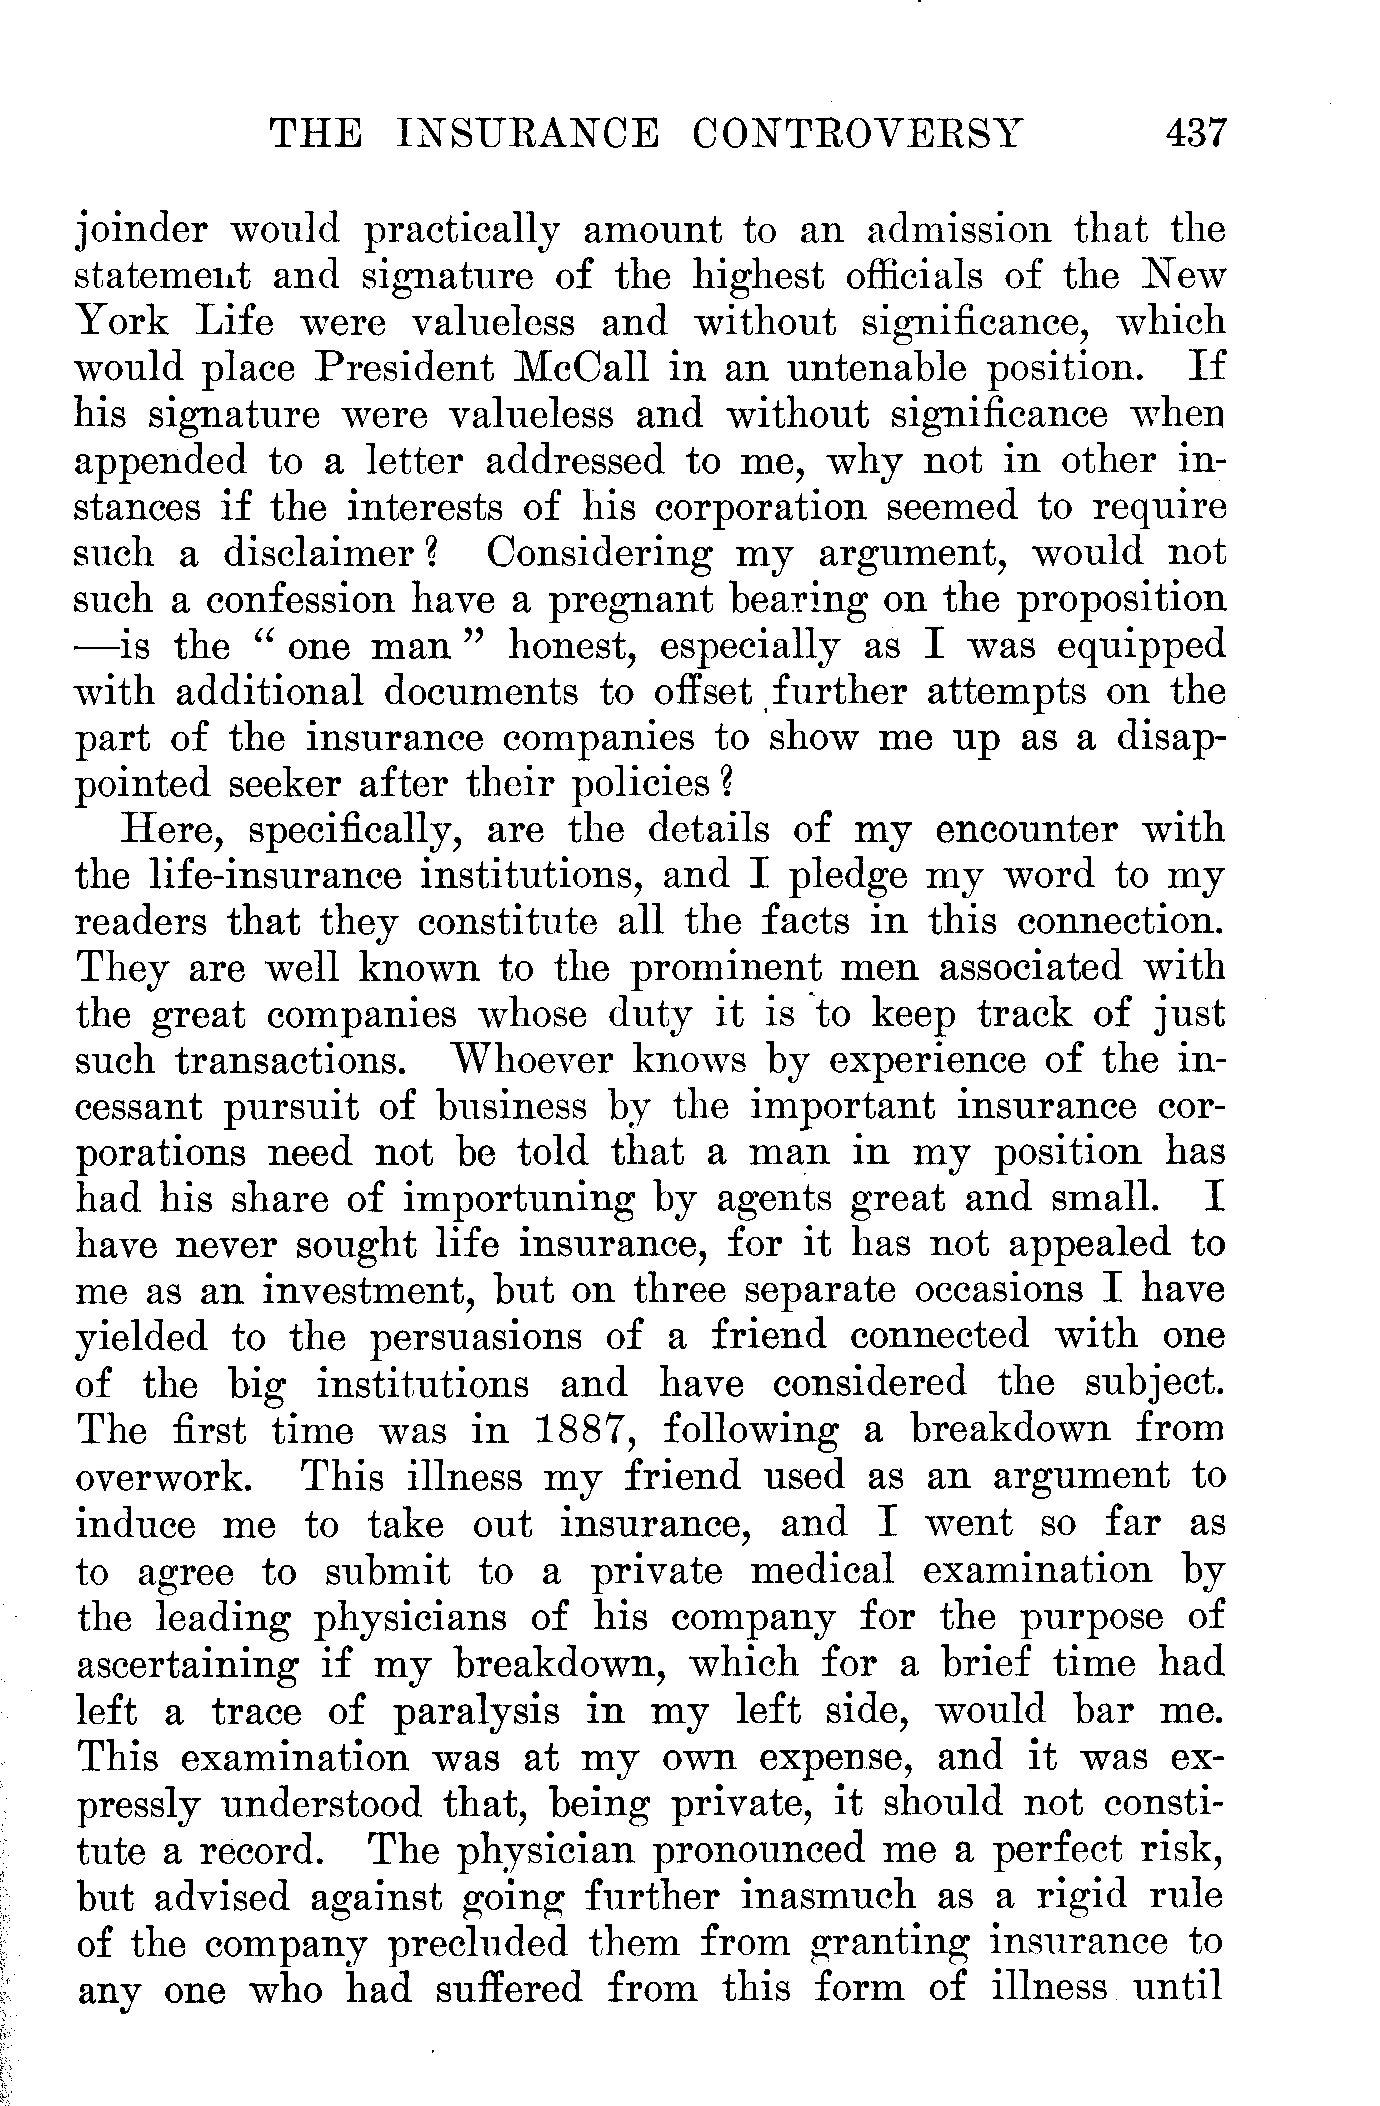 THE INSURANCE CONTROVERSY 437
joinder would practically amount to an admission that the
statement and signature of the highest officials of the New
York Life were valueless and without significance, which
would place President McCall in an untenable position. If
his signature were valueless and without significance when
appended to a letter addressed to me, why not in other in-
stances if the interests of his corporation seemed to require
such a disclaimer? Considering my argument, would not
such a confession have a pregnant bearing on the proposition
—is the “one man” honest, especially as I was equipped
with additional documents to offset further attempts on the
part of the insurance companies to show me up as a disap-
pointed seeker after their policies?
Here, specifically, are the details of my encounter with
the life-insurance institutions, and I pledge my word to my
readers that they constitute all the facts in this connection.
They are well known to the prominent men associated with
the great companies whose duty it is to keep track of just
such transactions. Whoever knows by experience of the in-
cessant pursuit of business by the important insurance cor-
porations need not be told that a man in my position has
had his share of importuning by agents great and small. I
have never sought life insurance, for it has not appealed to
me as an investment, but on three separate occasions I have
yielded to the persuasions of a friend connected with one
of the big institutions and have considered the subject.
The first time was in 1887, following a breakdown from
overwork. This illness my friend used as an argument to
induce me to take out insurance, and I went so far as
to agree to submit to a private medical examination by
the leading physicians of his company for the purpose of
ascertaining if my breakdown, which for a brief time had
left a trace of paralysis in my left side, would bar me.
This examination was at my own expense, and it was ex-
pressly understood that, being private, it should not consti-
tute a record. The physician pronounced me a perfect risk,
but advised against going further inasmuch as a rigid rule
of the company precluded them from granting insurance to
any one who had suffered from this form of illness until